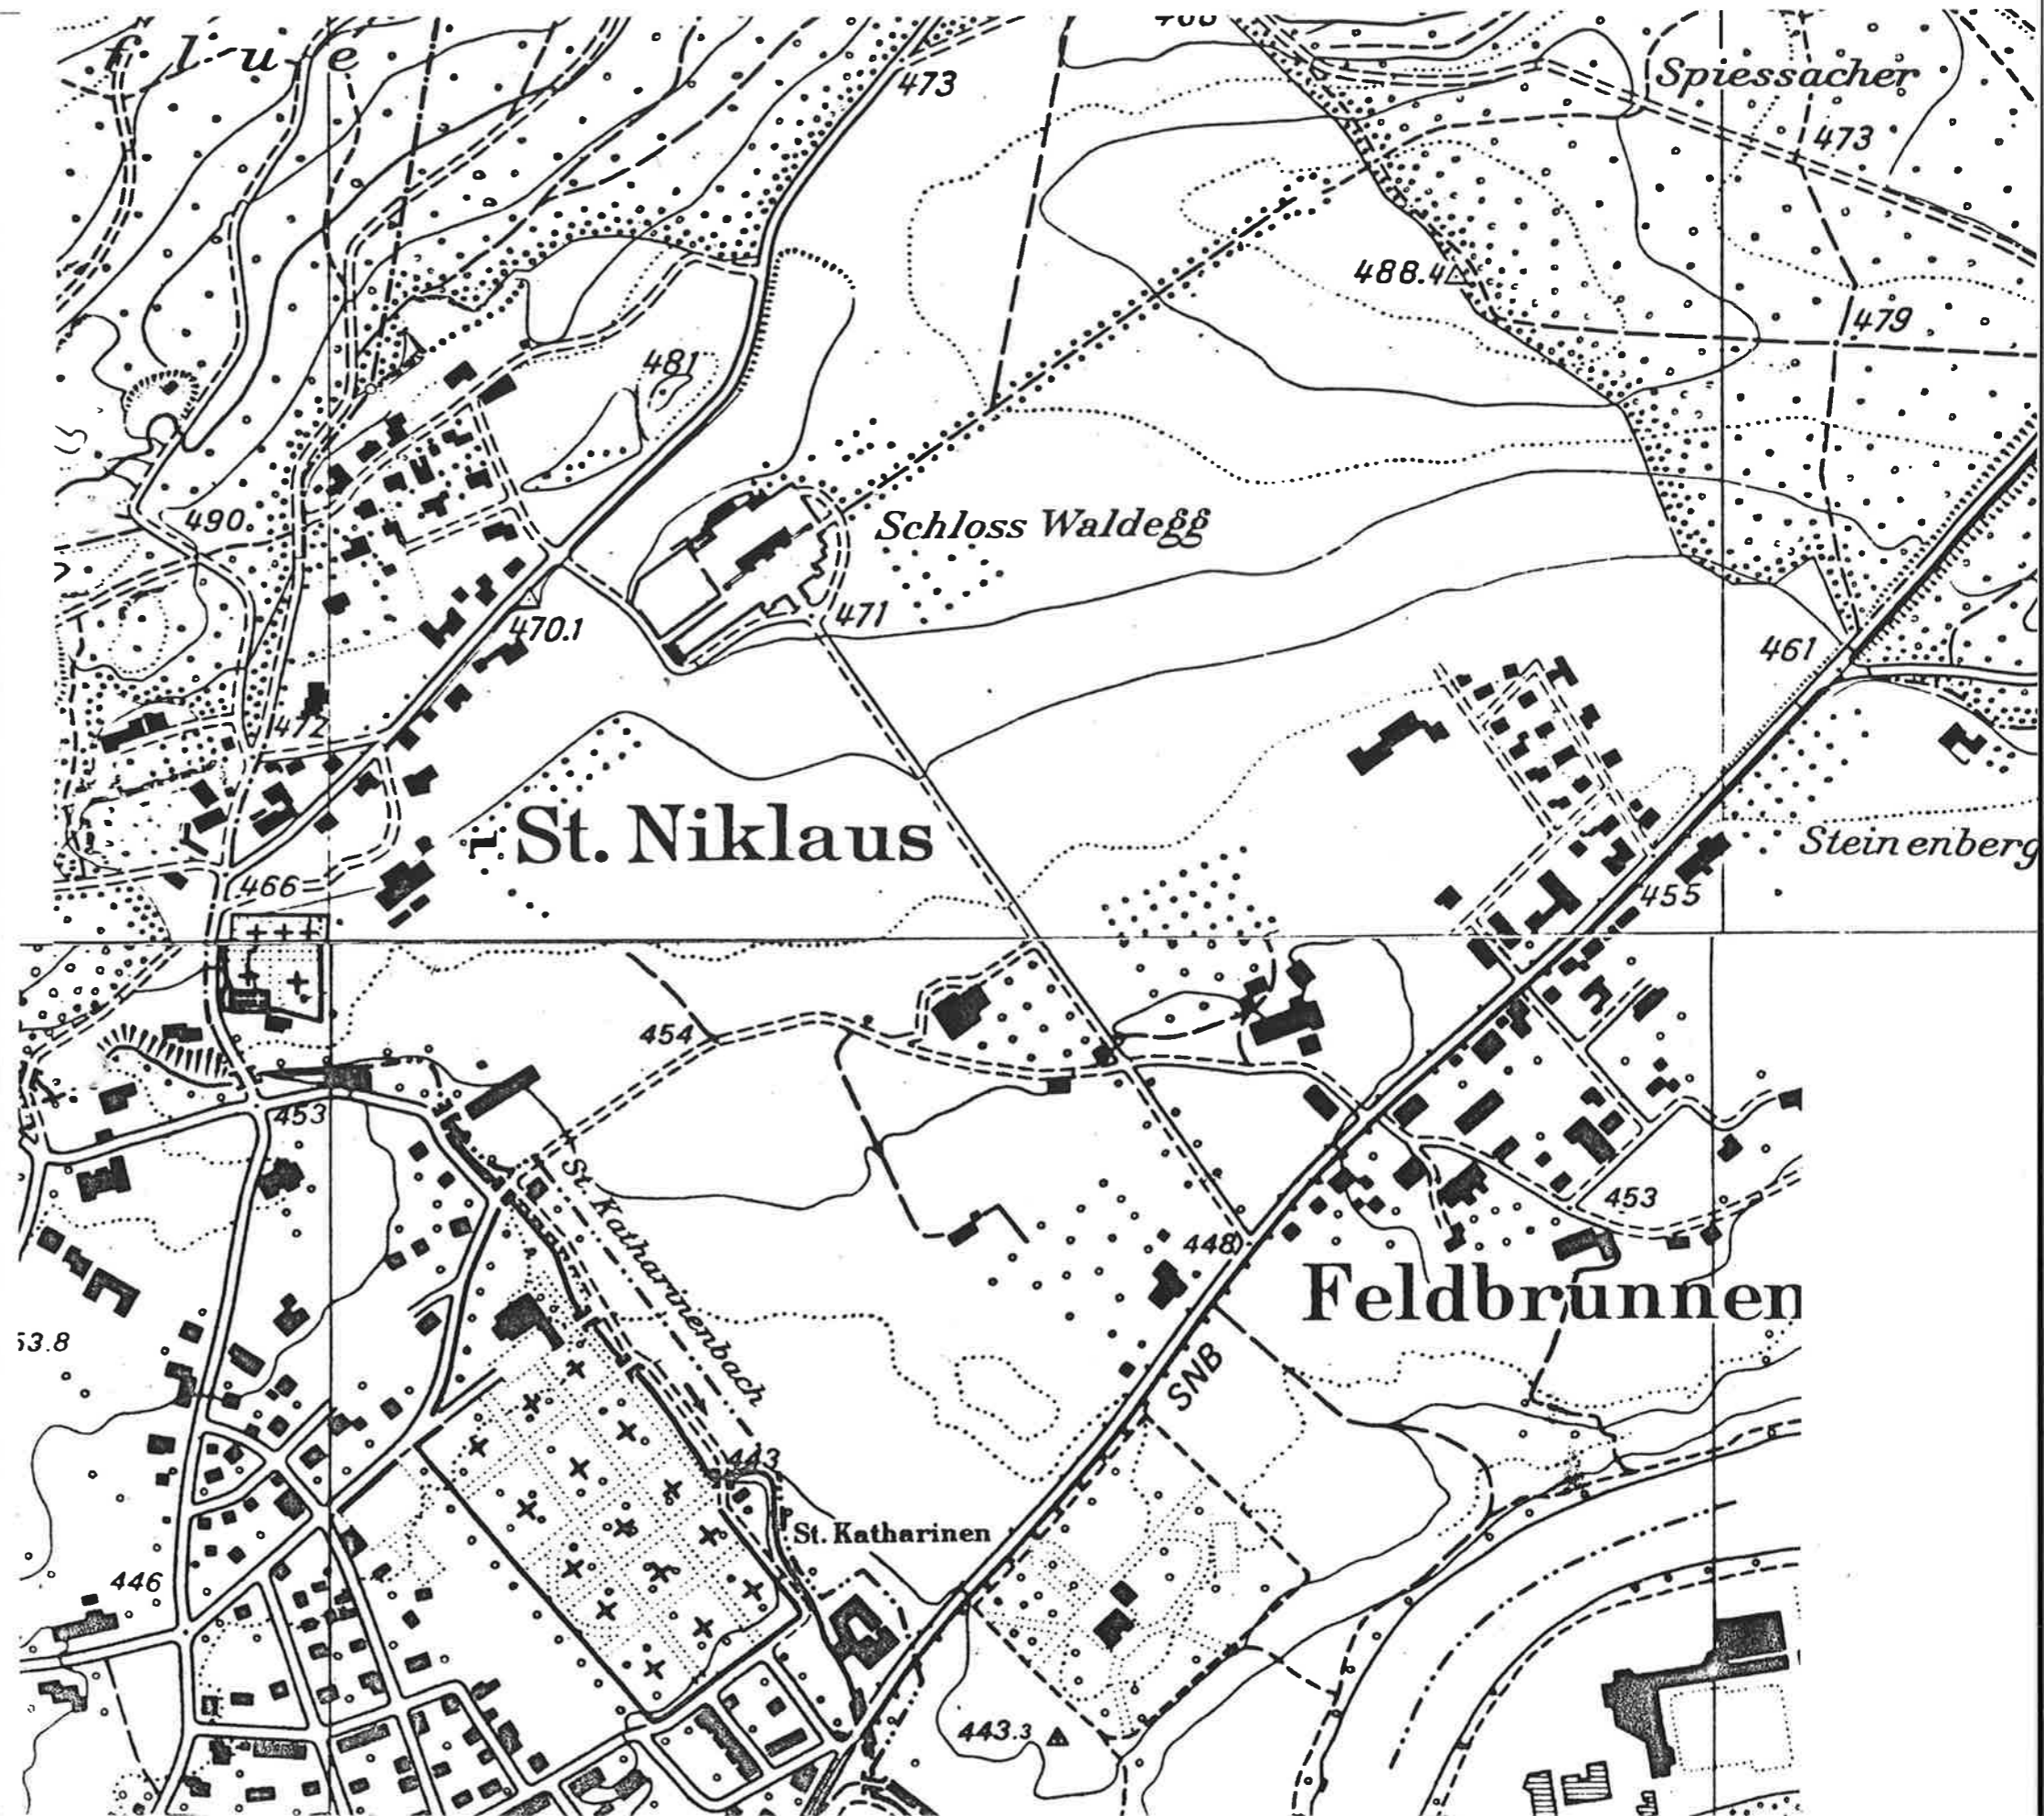 flue
473
Spiessacher
473
488.4
479
481
490.
Schloss Waldegg
471
470.1
461
472
St. Niklaus
Steinenberg
466
455
454
453
St. Katharinenbach
453
448
Feldbrunnen
53.8
SNB
443
St. Katharinen
446
443.3